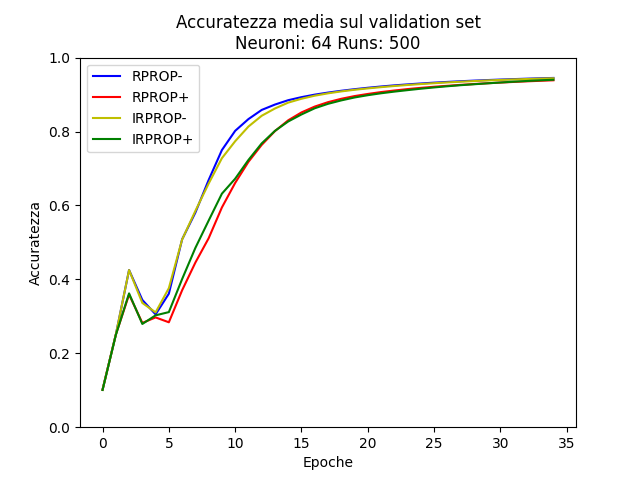 Accuratezza media sul validation set
Neuroni: 64 Runs: 500
1.0
0.8
0.6
0.4
0.2
0.0
Accuratezza
RPROP-
RPROP+
IRPROP-
IRPROP+
0 5 10 15 20 25 30 35
Epoche